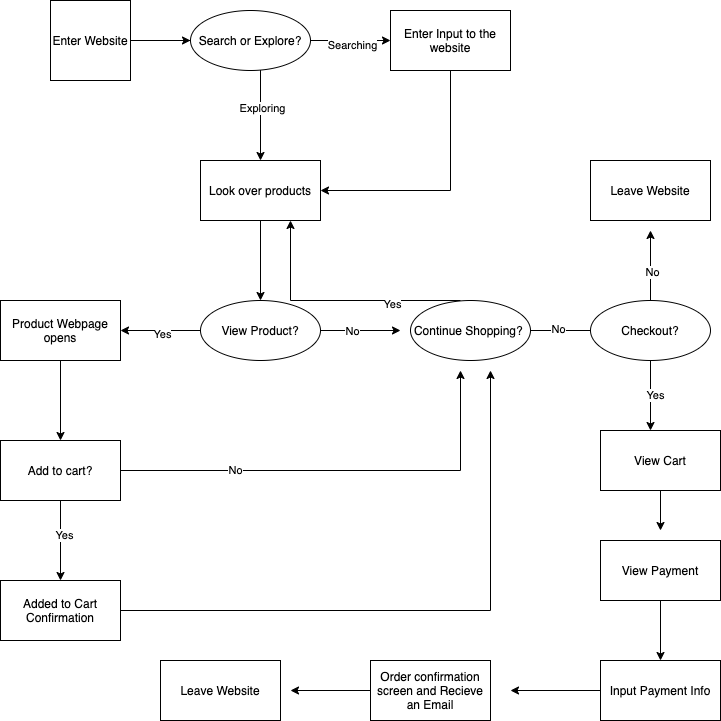 Enter Website
Search or Explore?
Searching
Enter Input to the
website
Exploring
Look over products
Leave Website
No
Product Webpage
opens
Yes
View Product?
No
Yes
Continue Shopping?
No
Checkout?
Yes
Add to cart?
No
View Cart
Yes
View Payment
Added to Cart
Confirmation
Leave Website
Order confirmation
screen and Recieve
an Email
Input Payment Info